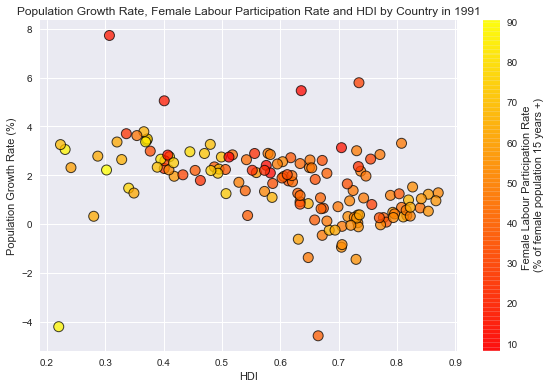 Population Growth Rate, Female Labour Participation Rate and HDI by Country in 1991
8
6
4
2
0
−2
−4
Population Growth Rate (%)
0.2 0.3 0.4 0.5 0.6 0.7 0.8 0.9
HDI
90
80
70
60
50
40
30
20
10
Female Labour Participation Rate
(% of female population 15 years +)